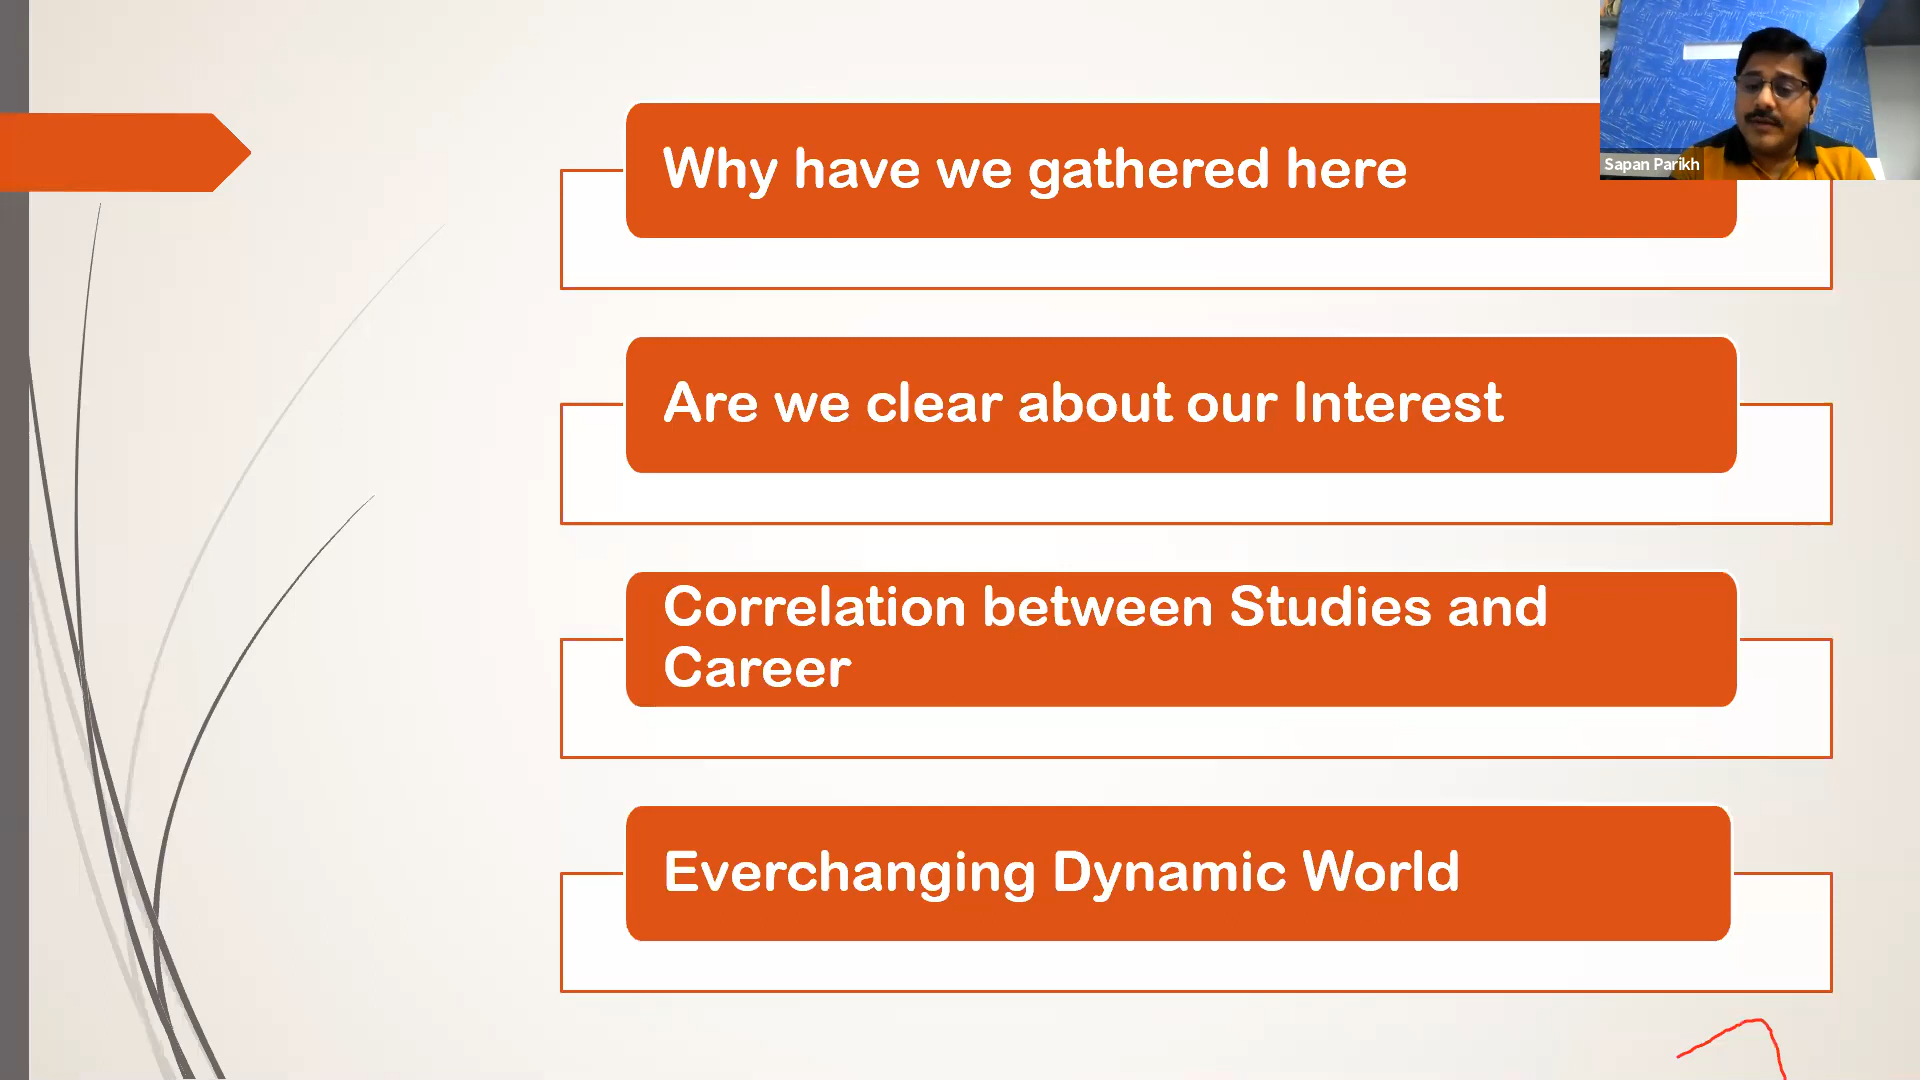 Why have we gathered here
Sapan Parikh
Are we clear about our Interest
Correlation between Studies and
Career
Everchanging Dynamic World